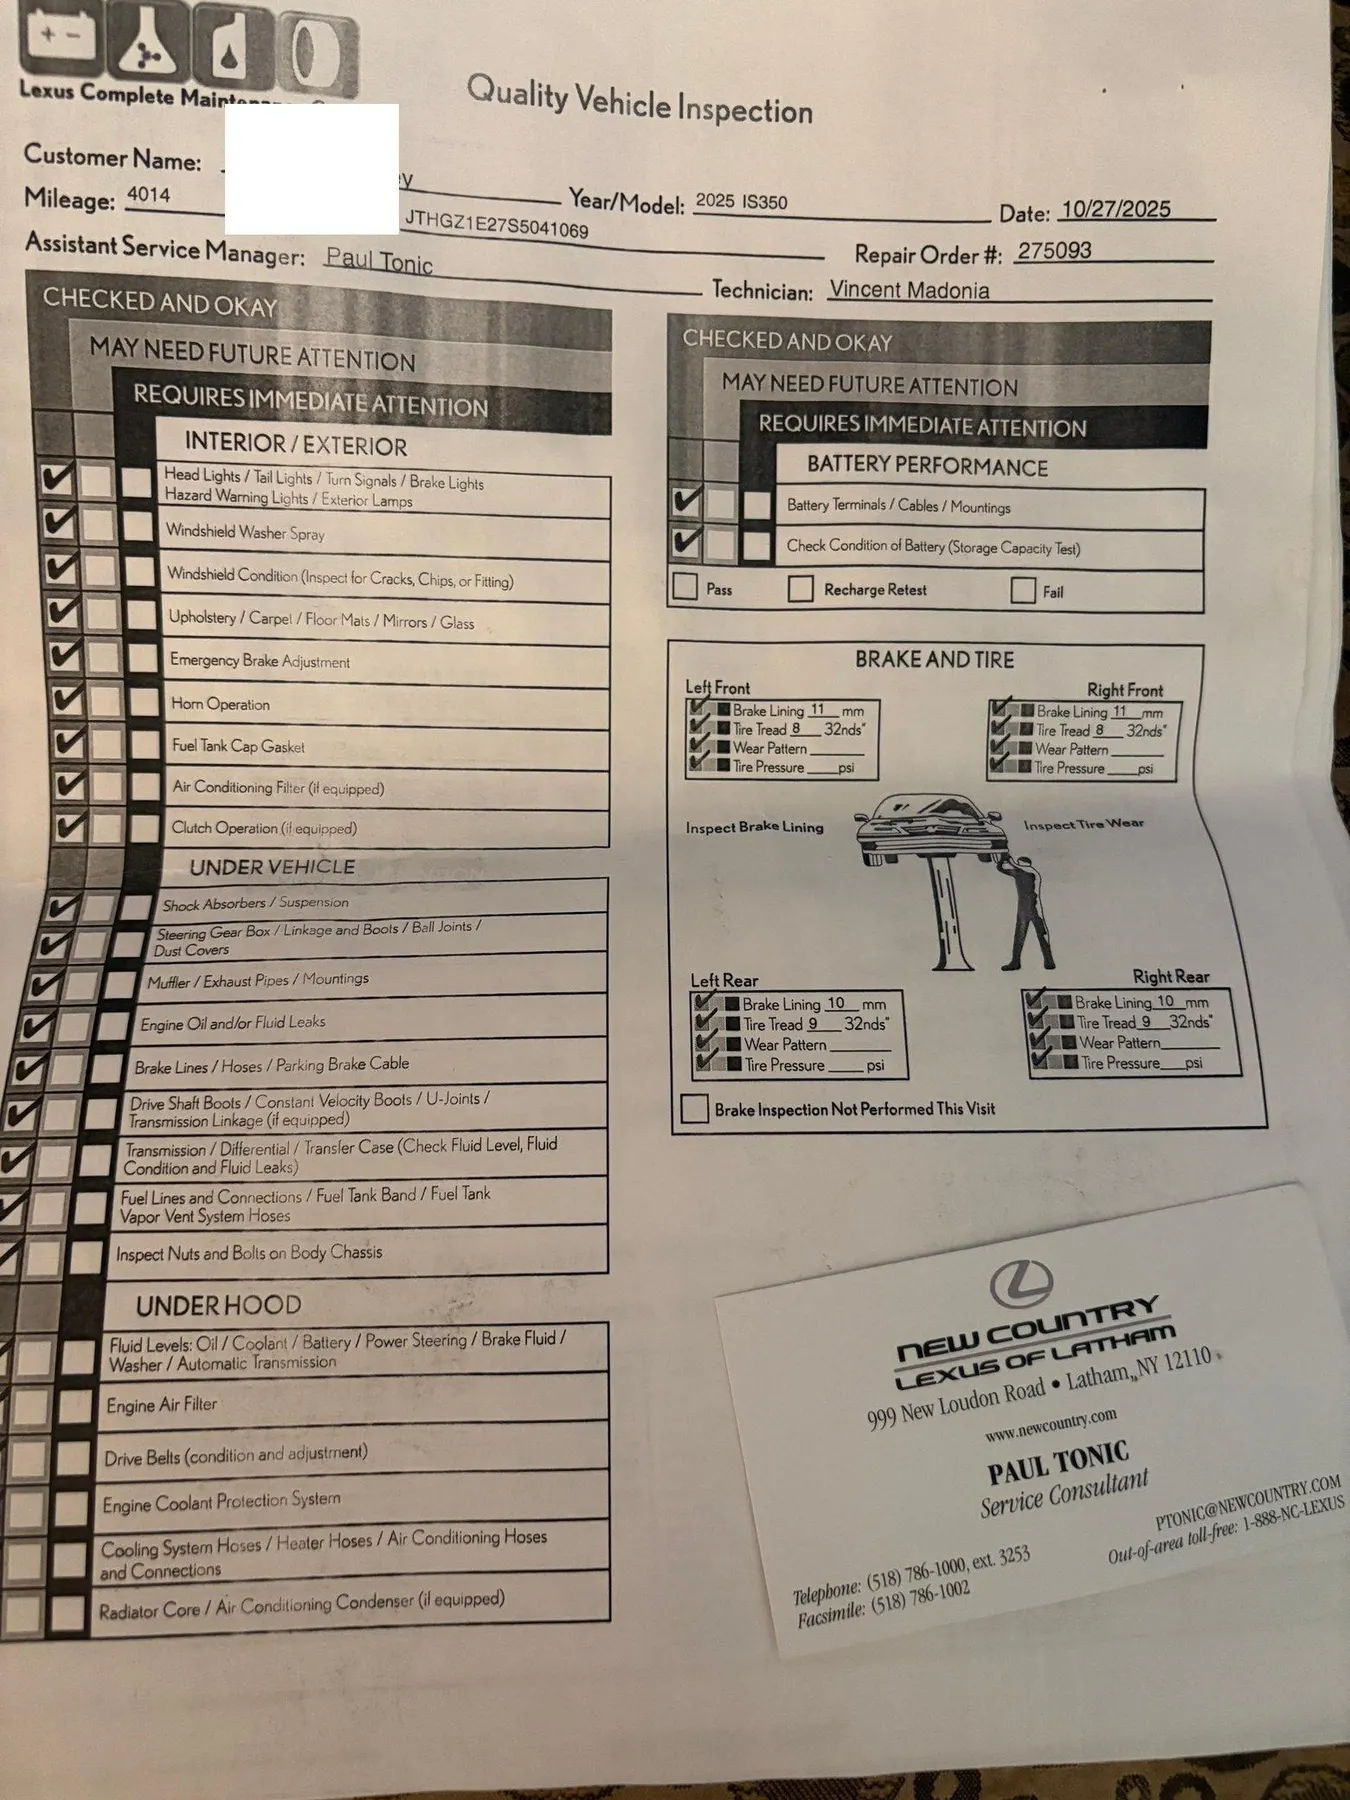 Lexus Complete
Quality Vehicle Inspection
Customer Name:
Mileage: 4014
JTHGZ1E27S5041069
Year/Model: 2025 IS350
Date: 10/27/2025
Assistant Service Manager: Paul Tonic
Repair Order #: 275093
Technician: Vincent Madonia
CHECKED AND OKAY
MAY NEED FUTURE ATTENTION
REQUIRES IMMEDIATE ATTENTION
INTERIOR / EXTERIOR
Head Lights / Tail Lights / Turn Signals / Brake Lights
Hazard Warning Lights / Exterior Lamps
Windshield Washer Spray
Windshield Condition (Inspect for Cracks, Chips, or Fitting)
Upholstery / Carpet / Floor Mats / Mirrors / Glass
Emergency Brake Adjustment
Horn Operation
Fuel Tank Cap Gasket
Air Conditioning Filter (if equipped)
Clutch Operation (if equipped)
UNDER VEHICLE
Shock Absorbers / Suspension
Steering Gear Box / Linkage and Boots / Ball Joints /
Dust Covers
Muffler / Exhaust Pipes / Mountings
Engine Oil and/or Fluid Leaks
Brake Lines / Hoses / Parking Brake Cable
Drive Shaft Boots / Constant Velocity Boots / U-Joints /
Transmission Linkage (if equipped)
Transmission / Differential / Transfer Case (Check Fluid Level, Fluid
Condition and Fluid Leaks)
Fuel Lines and Connections / Fuel Tank Band / Fuel Tank
Vapor Vent System Hoses
Inspect Nuts and Bolts on Body Chassis
UNDER HOOD
Fluid Levels: Oil / Coolant / Battery / Power Steering / Brake Fluid /
Washer / Automatic Transmission
Engine Air Filter
Drive Belts (condition and adjustment)
Engine Coolant Protection System
Cooling System Hoses / Heater Hoses / Air Conditioning Hoses
and Connections
Radiator Core / Air Conditioning Condenser (if equipped)
CHECKED AND OKAY
MAY NEED FUTURE ATTENTION
REQUIRES IMMEDIATE ATTENTION
BATTERY PERFORMANCE
Battery Terminals / Cables / Mountings
Check Condition of Battery (Storage Capacity Test)
Pass Recharge Retest Fail
BRAKE AND TIRE
Left Front
Brake Lining 11 mm
Tire Tread 8 32nds"
Wear Pattern
Tire Pressure psi
Right Front
Brake Lining 11 mm
Tire Tread 8 32nds"
Wear Pattern
Tire Pressure psi
Inspect Brake Lining
Inspect Tire Wear
Left Rear
Brake Lining 10 mm
Tire Tread 9 32nds"
Wear Pattern
Tire Pressure psi
Right Rear
Brake Lining 10 mm
Tire Tread 9 32nds"
Wear Pattern
Tire Pressure psi
Brake Inspection Not Performed This Visit
NEW COUNTRY
LEXUS OF LATHAM
999 New Loudon Road • Latham, NY 12110
www.newcountry.com
PAUL TONIC
Service Consultant
PTONIC@NEWCOUNTRY.COM
Out-of-area toll-free: 1-888-NC-LEXUS
Telephone: (518) 786-1000, ext. 3253
Facsimile: (518) 786-1002